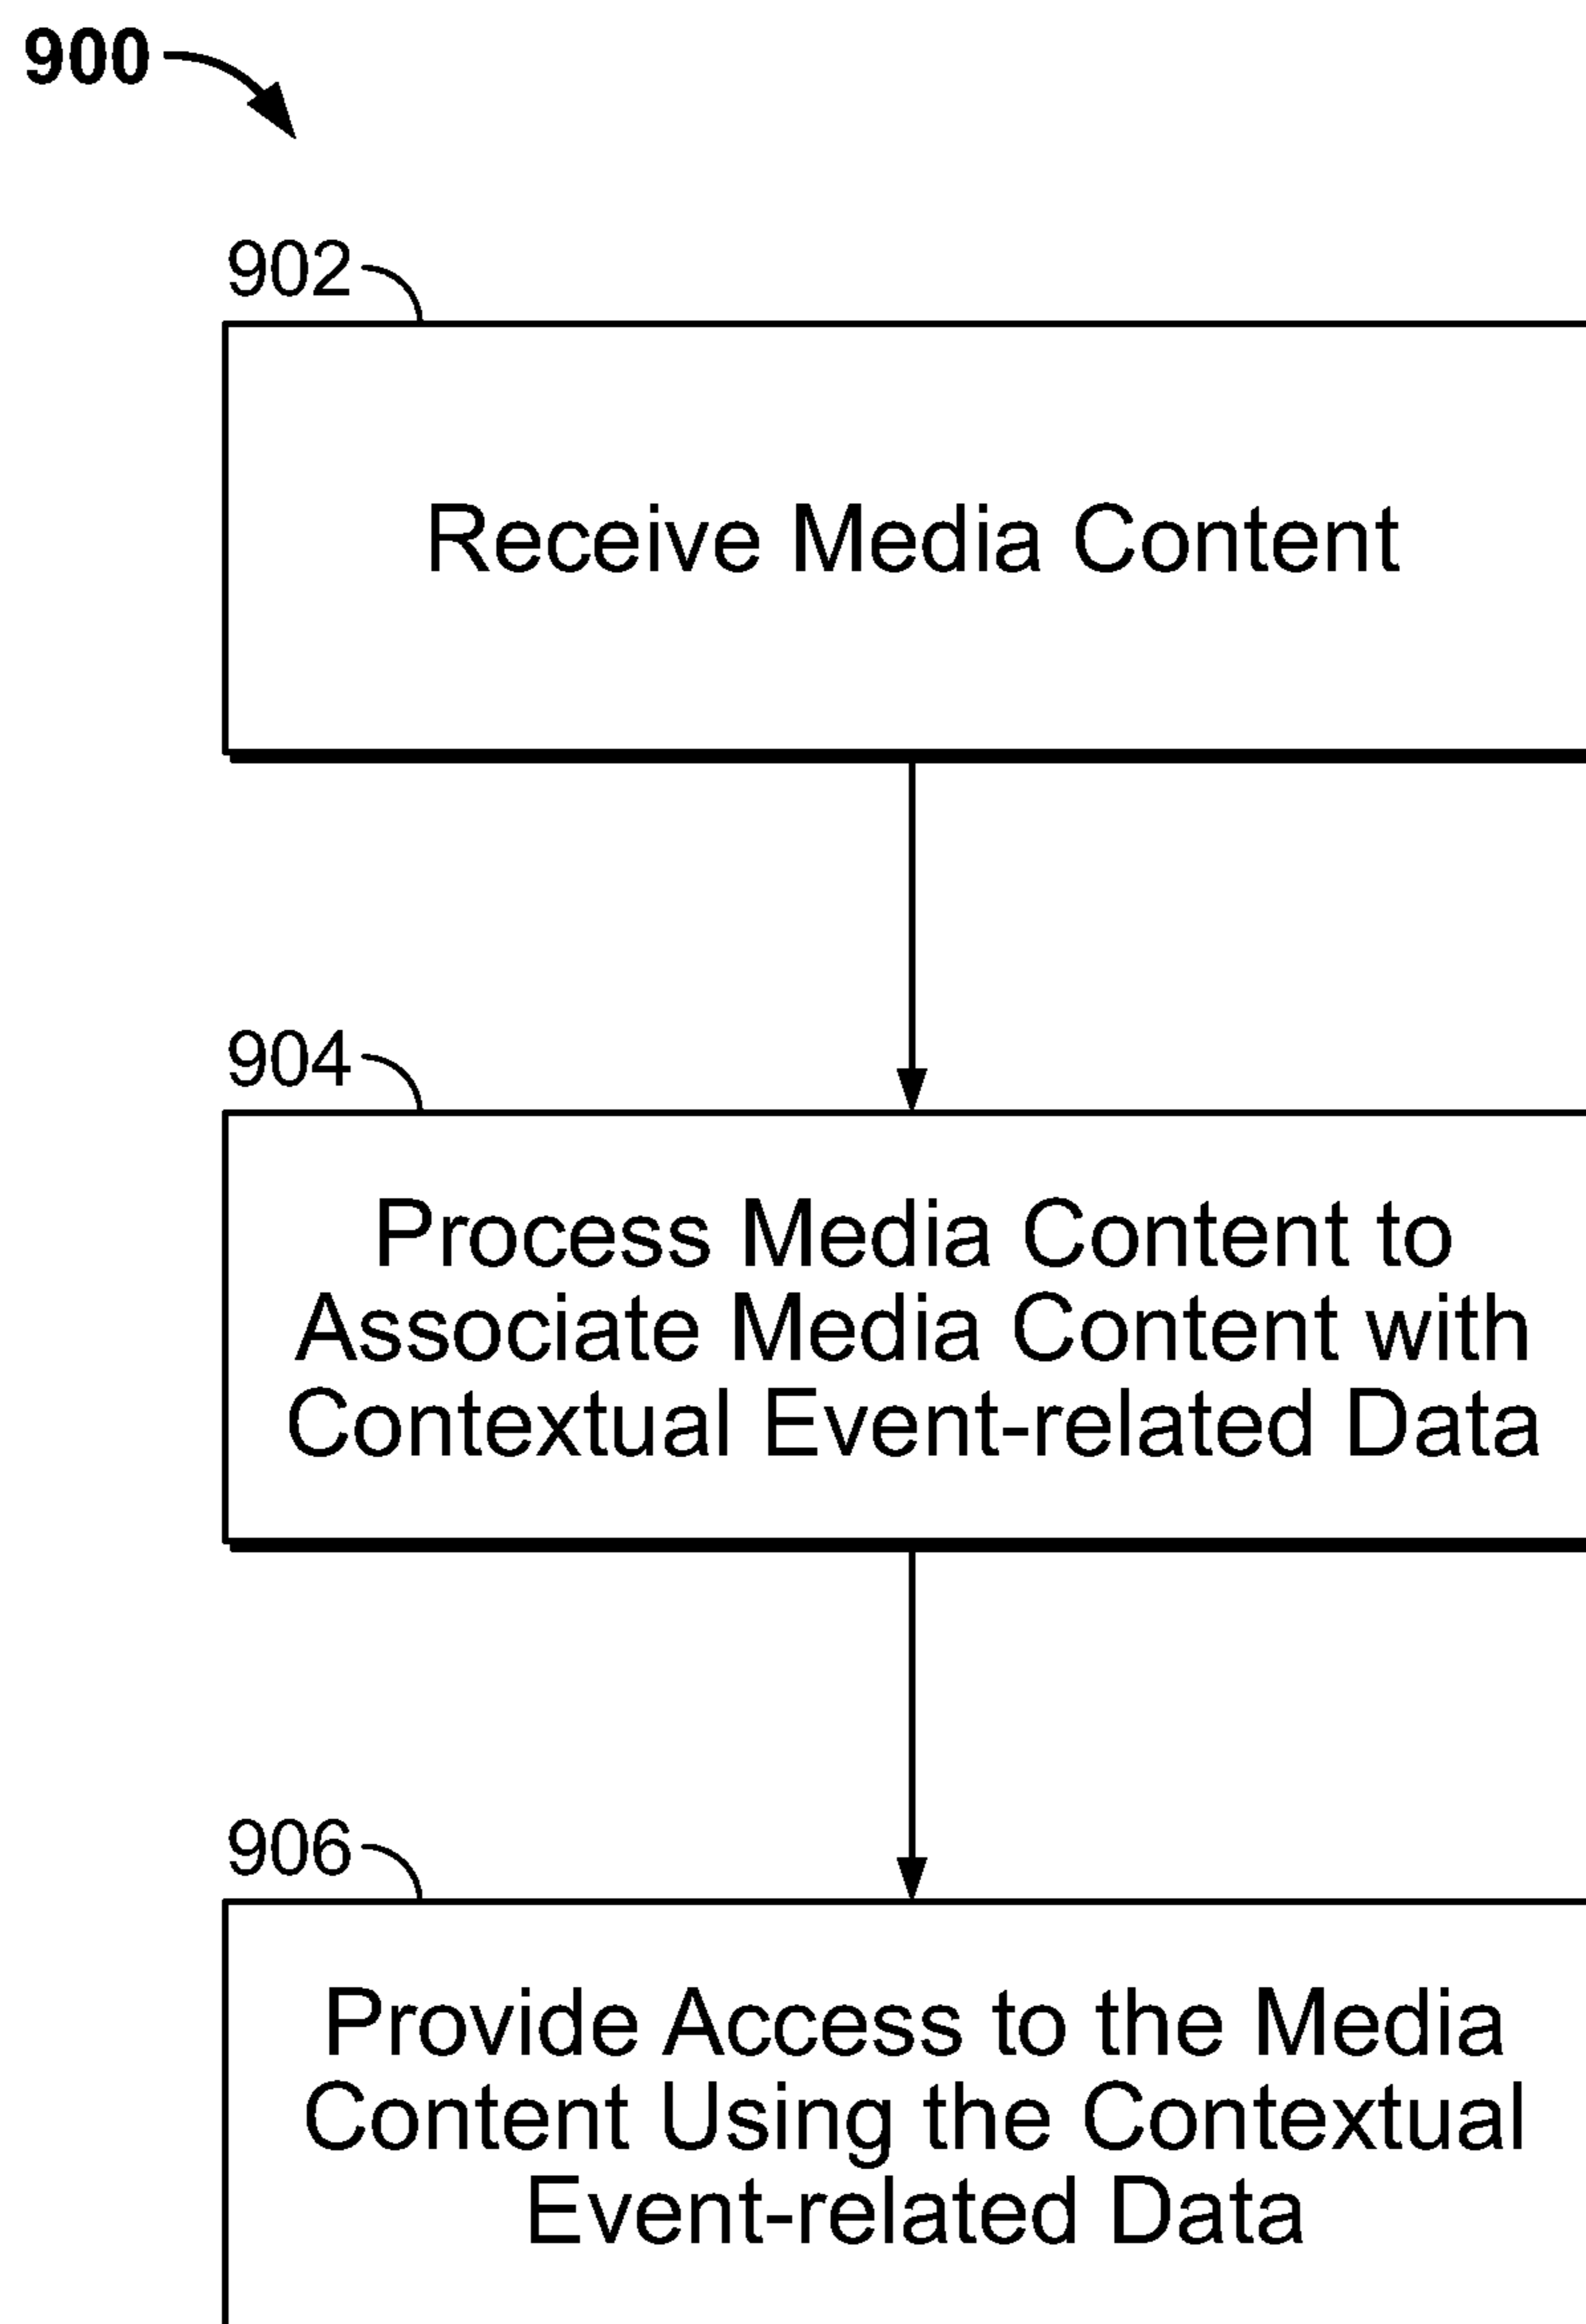 900
902
Receive Media Content
904
Process Media Content to
Associate Media Content with
Contextual Event-related Data
906
Provide Access to the Media
Content Using the Contextual
Event-related Data